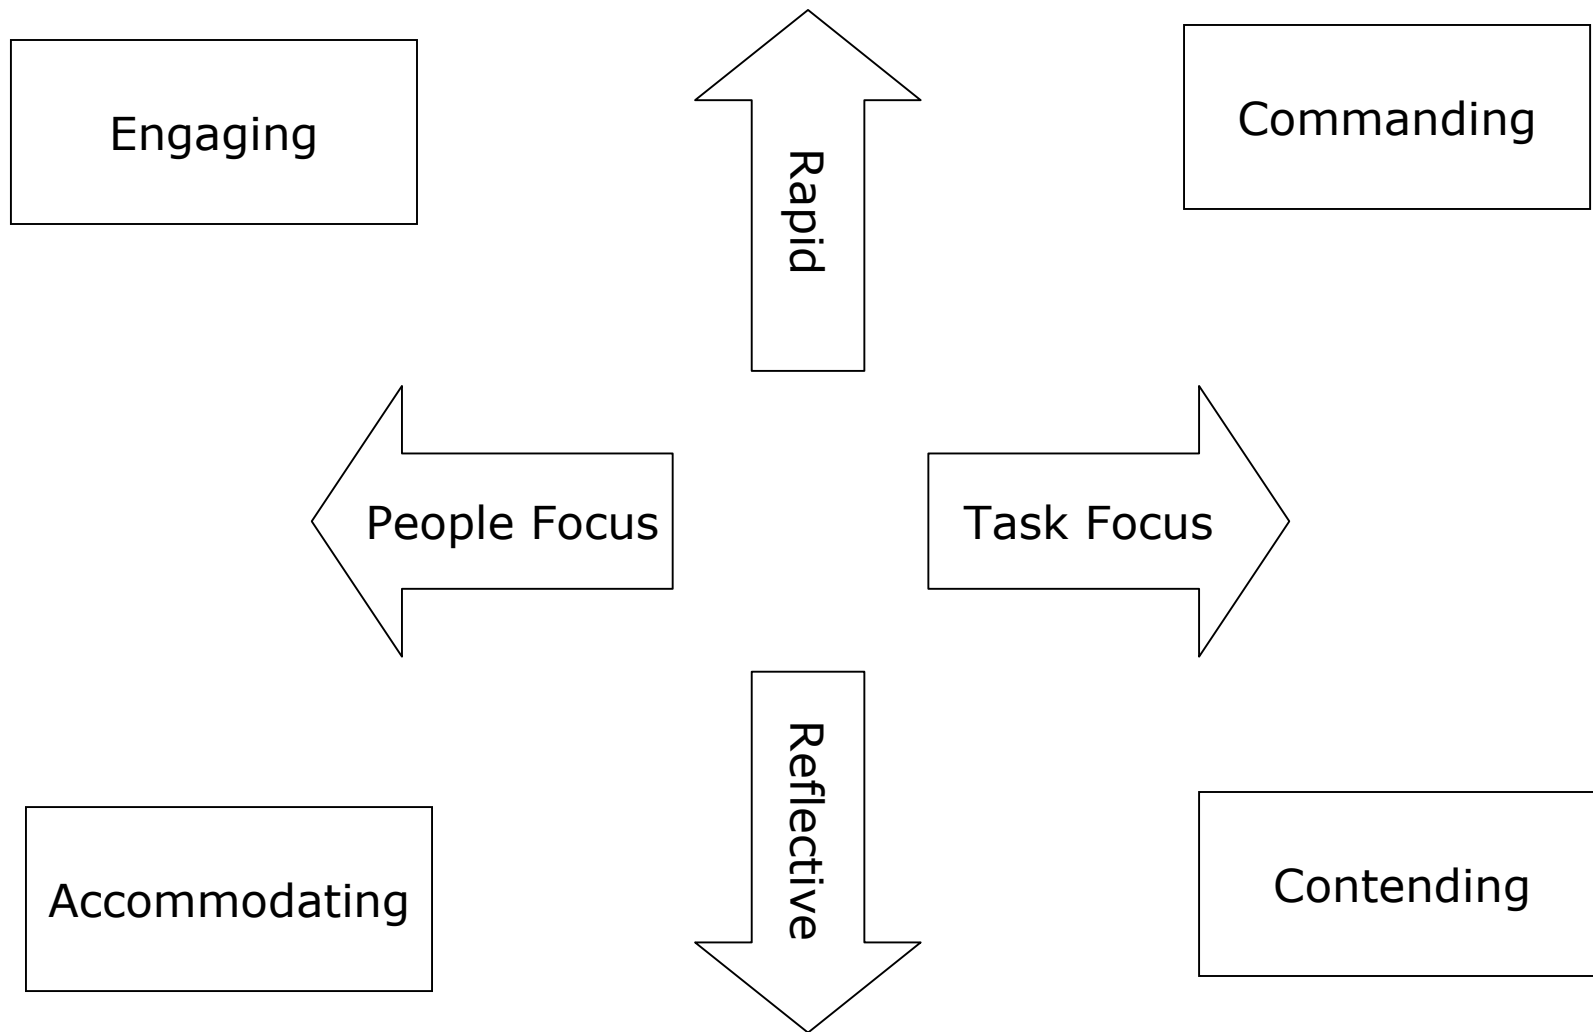 Engaging
Rapid
Commanding
People Focus
Task Focus
Accommodating
Reflective
Contending